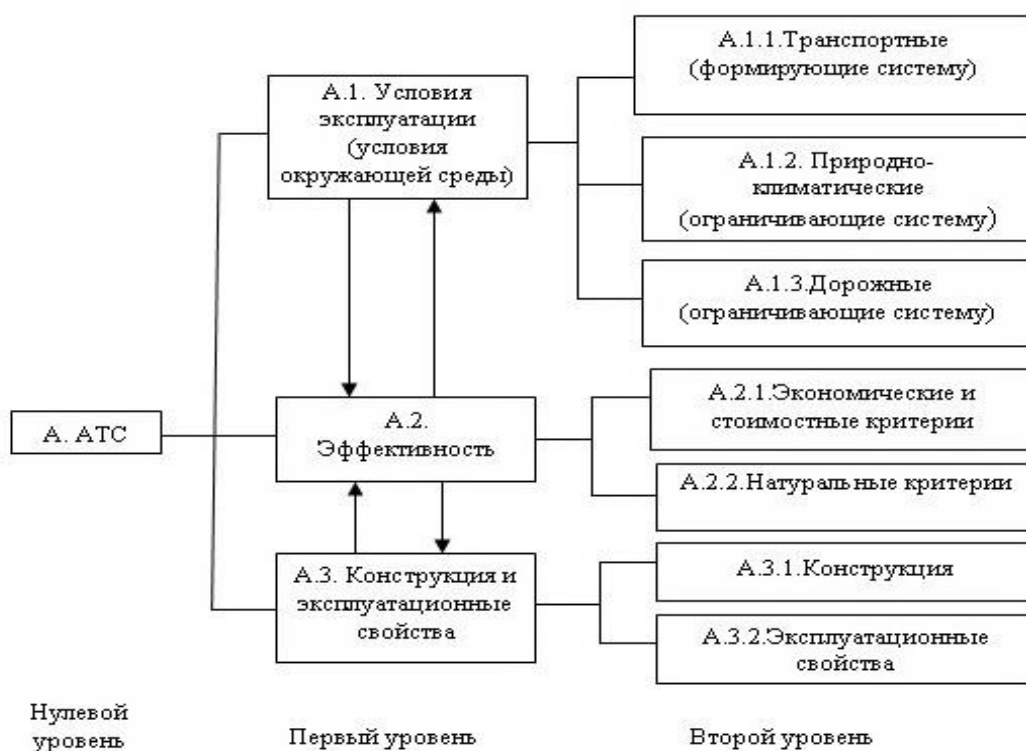 А.1.1.Транспортные
(формирующие систему)
А.1. Условия
эксплуатации
(условия
окружающей среды)
А.1.2. Природно-
климатические
(ограничивающие систему)
А.1.3.Дорожные
(ограничивающие систему)
А. АТС
А.2.
Эффективность
А.2.1.Экономические и
стоимостные критерии
А.2.2.Натуральные критерии
А.3. Конструкция и
эксплуатационные
свойства
А.3.1.Конструкция
А.3.2.Эксплуатационные
свойства
Нулевой
уровень
Первый уровень
Второй уровень